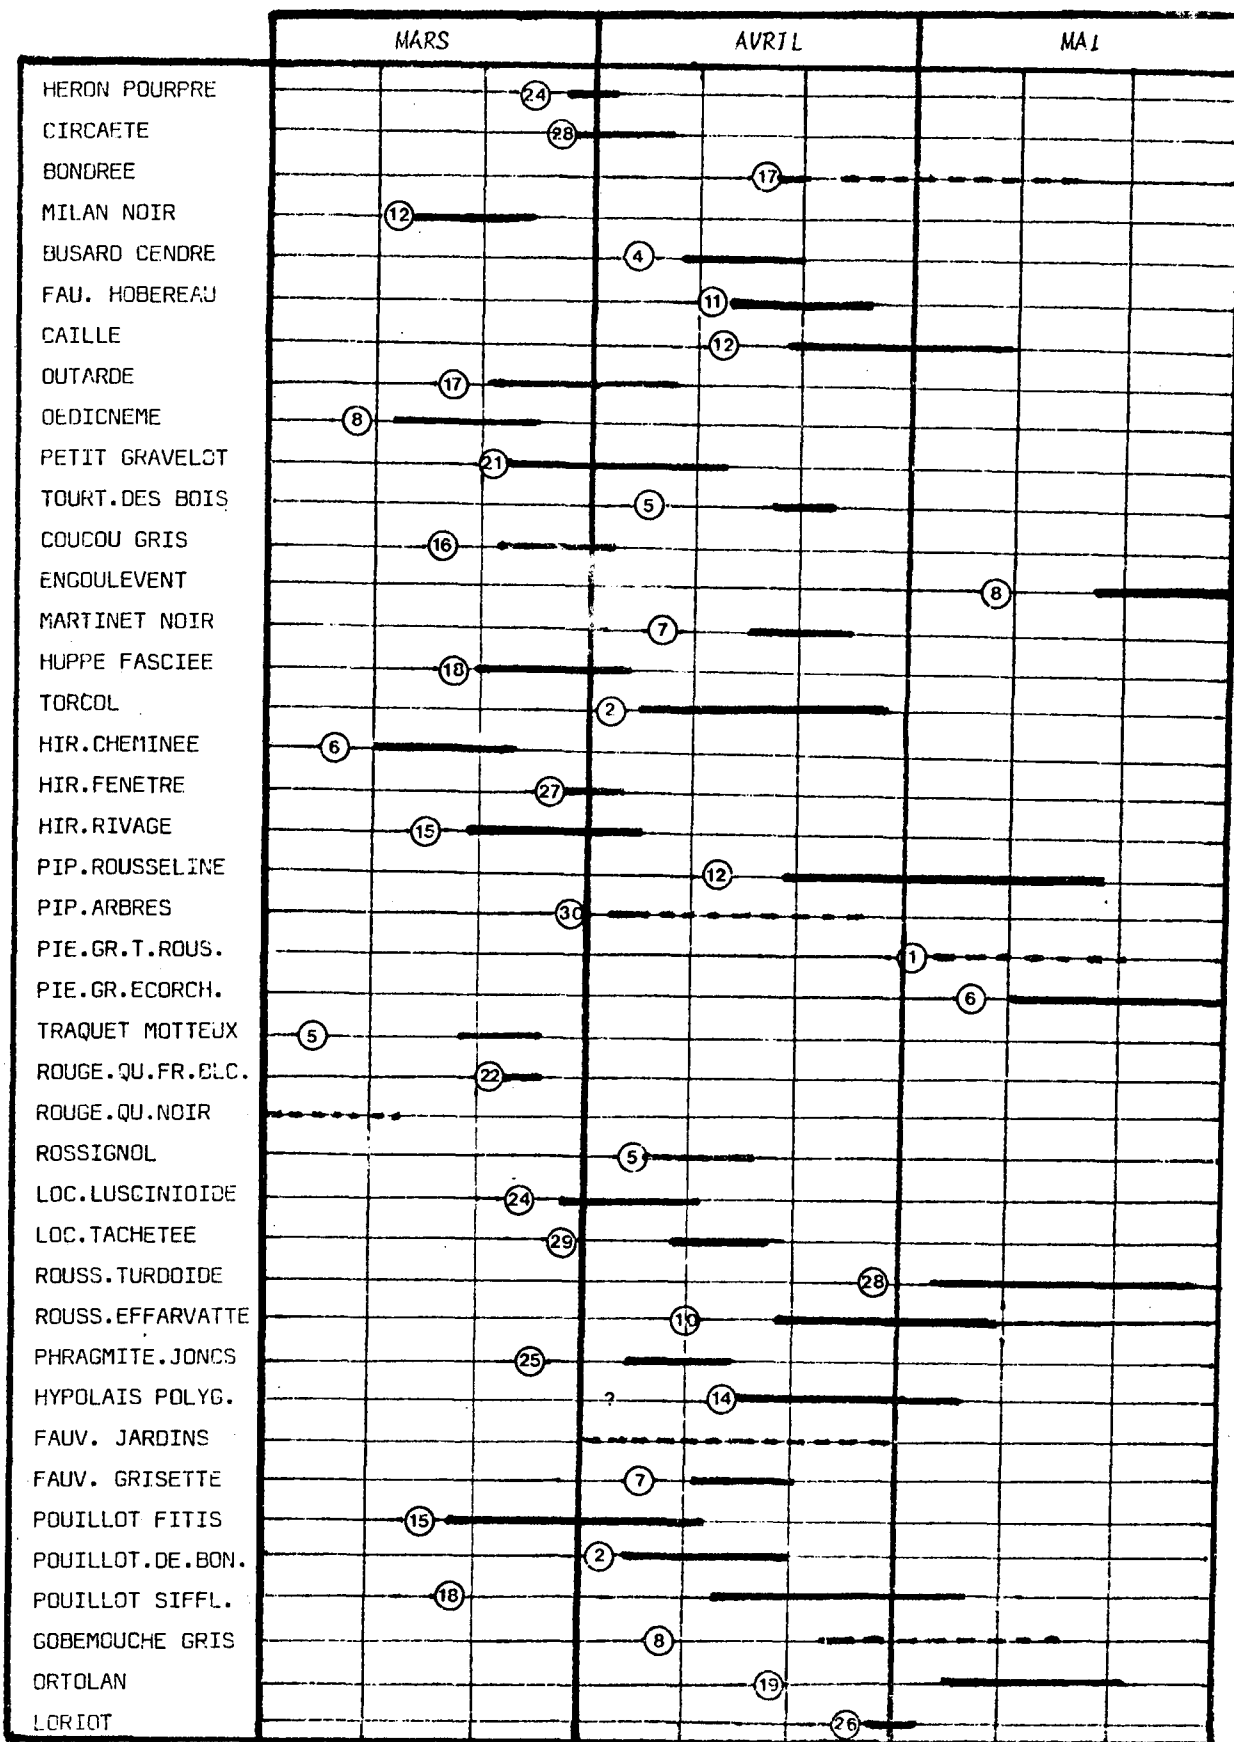 MARS AVRIL MAI
HERON POURPRE 24
CIRCAETE 28
BONDREE 17
MILAN NOIR 12
BUSARD CENDRE 4
FAU. HOBEREAU 11
CAILLE 12
OUTARDE 17
OEDICNEME 8
PETIT GRAVELOT 21
TOURT.DES BOIS 5
COUCOU GRIS 16
ENGOULEVENT 8
MARTINET NOIR 7
HUPPE FASCIEE 18
TORCOL 2
HIR.CHEMINEE 6
HIR.FENETRE 27
HIR.RIVAGE 15
PIP.ROUSSELINE 12
PIP.ARBRES 30
PIE.GR.T.ROUS. 1
PIE.GR.ECORCH. 6
TRAQUET MOTTEUX 5
ROUGE.QU.FR.BLC. 22
ROUGE.QU.NOIR
ROSSIGNOL 5
LOC.LUSCINIOIDE 24
LOC.TACHETEE 29
ROUSS.TURDOIDE 28
ROUSS.EFFARVATTE 10
PHRAGMITE.JONCS 25
HYPOLAIS POLYG. ? 14
FAUV. JARDINS
FAUV. GRISETTE 7
POUILLOT FITIS 15
POUILLOT.DE.BON. 2
POUILLOT SIFFL. 18
GOBEMOUCHE GRIS 8
ORTOLAN 19
LORIOT 26